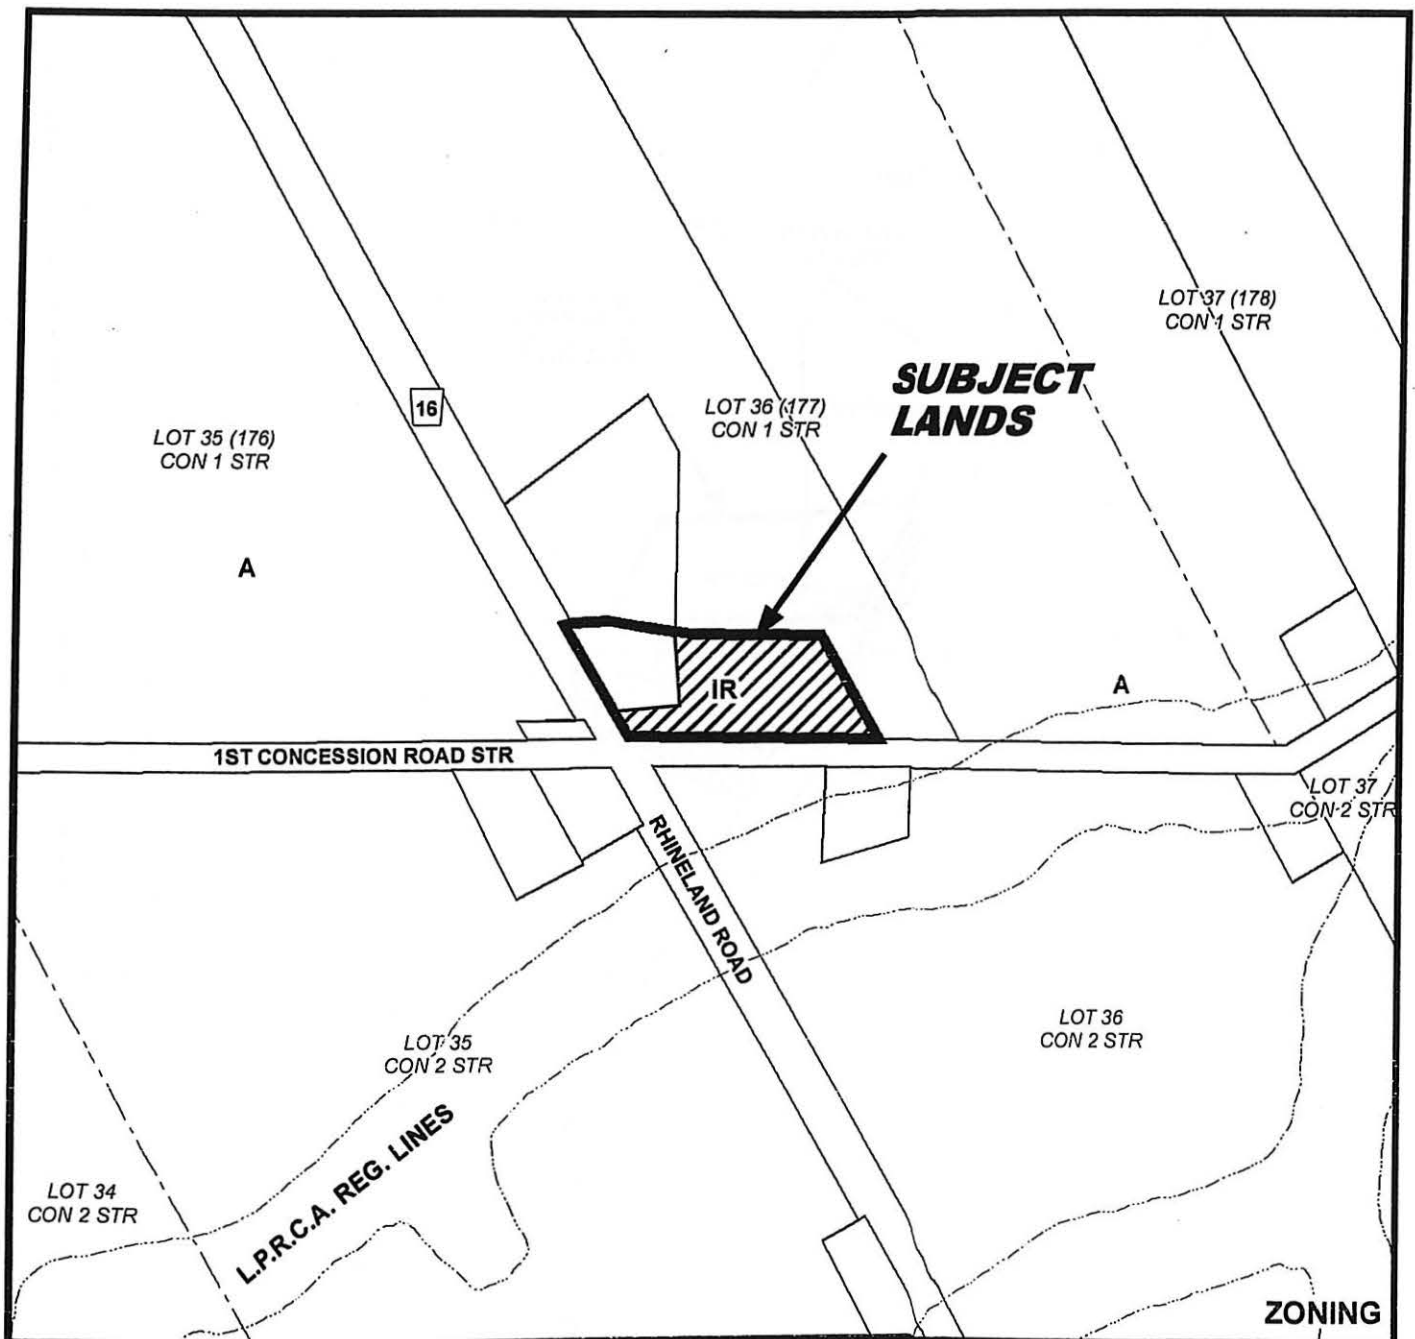 LOT 37 (178)
CON 1 STR
SUBJECT
LANDS
16
LOT 36 (177)
CON 1 STR
LOT 35 (176)
CON 1 STR
A
IR
A
1ST CONCESSION ROAD STR
LOT 37
CON 2 STR
RHINELAND ROAD
LOT 36
CON 2 STR
LOT 35
CON 2 STR
L.P.R.C.A. REG. LINES
LOT 34
CON 2 STR
ZONING